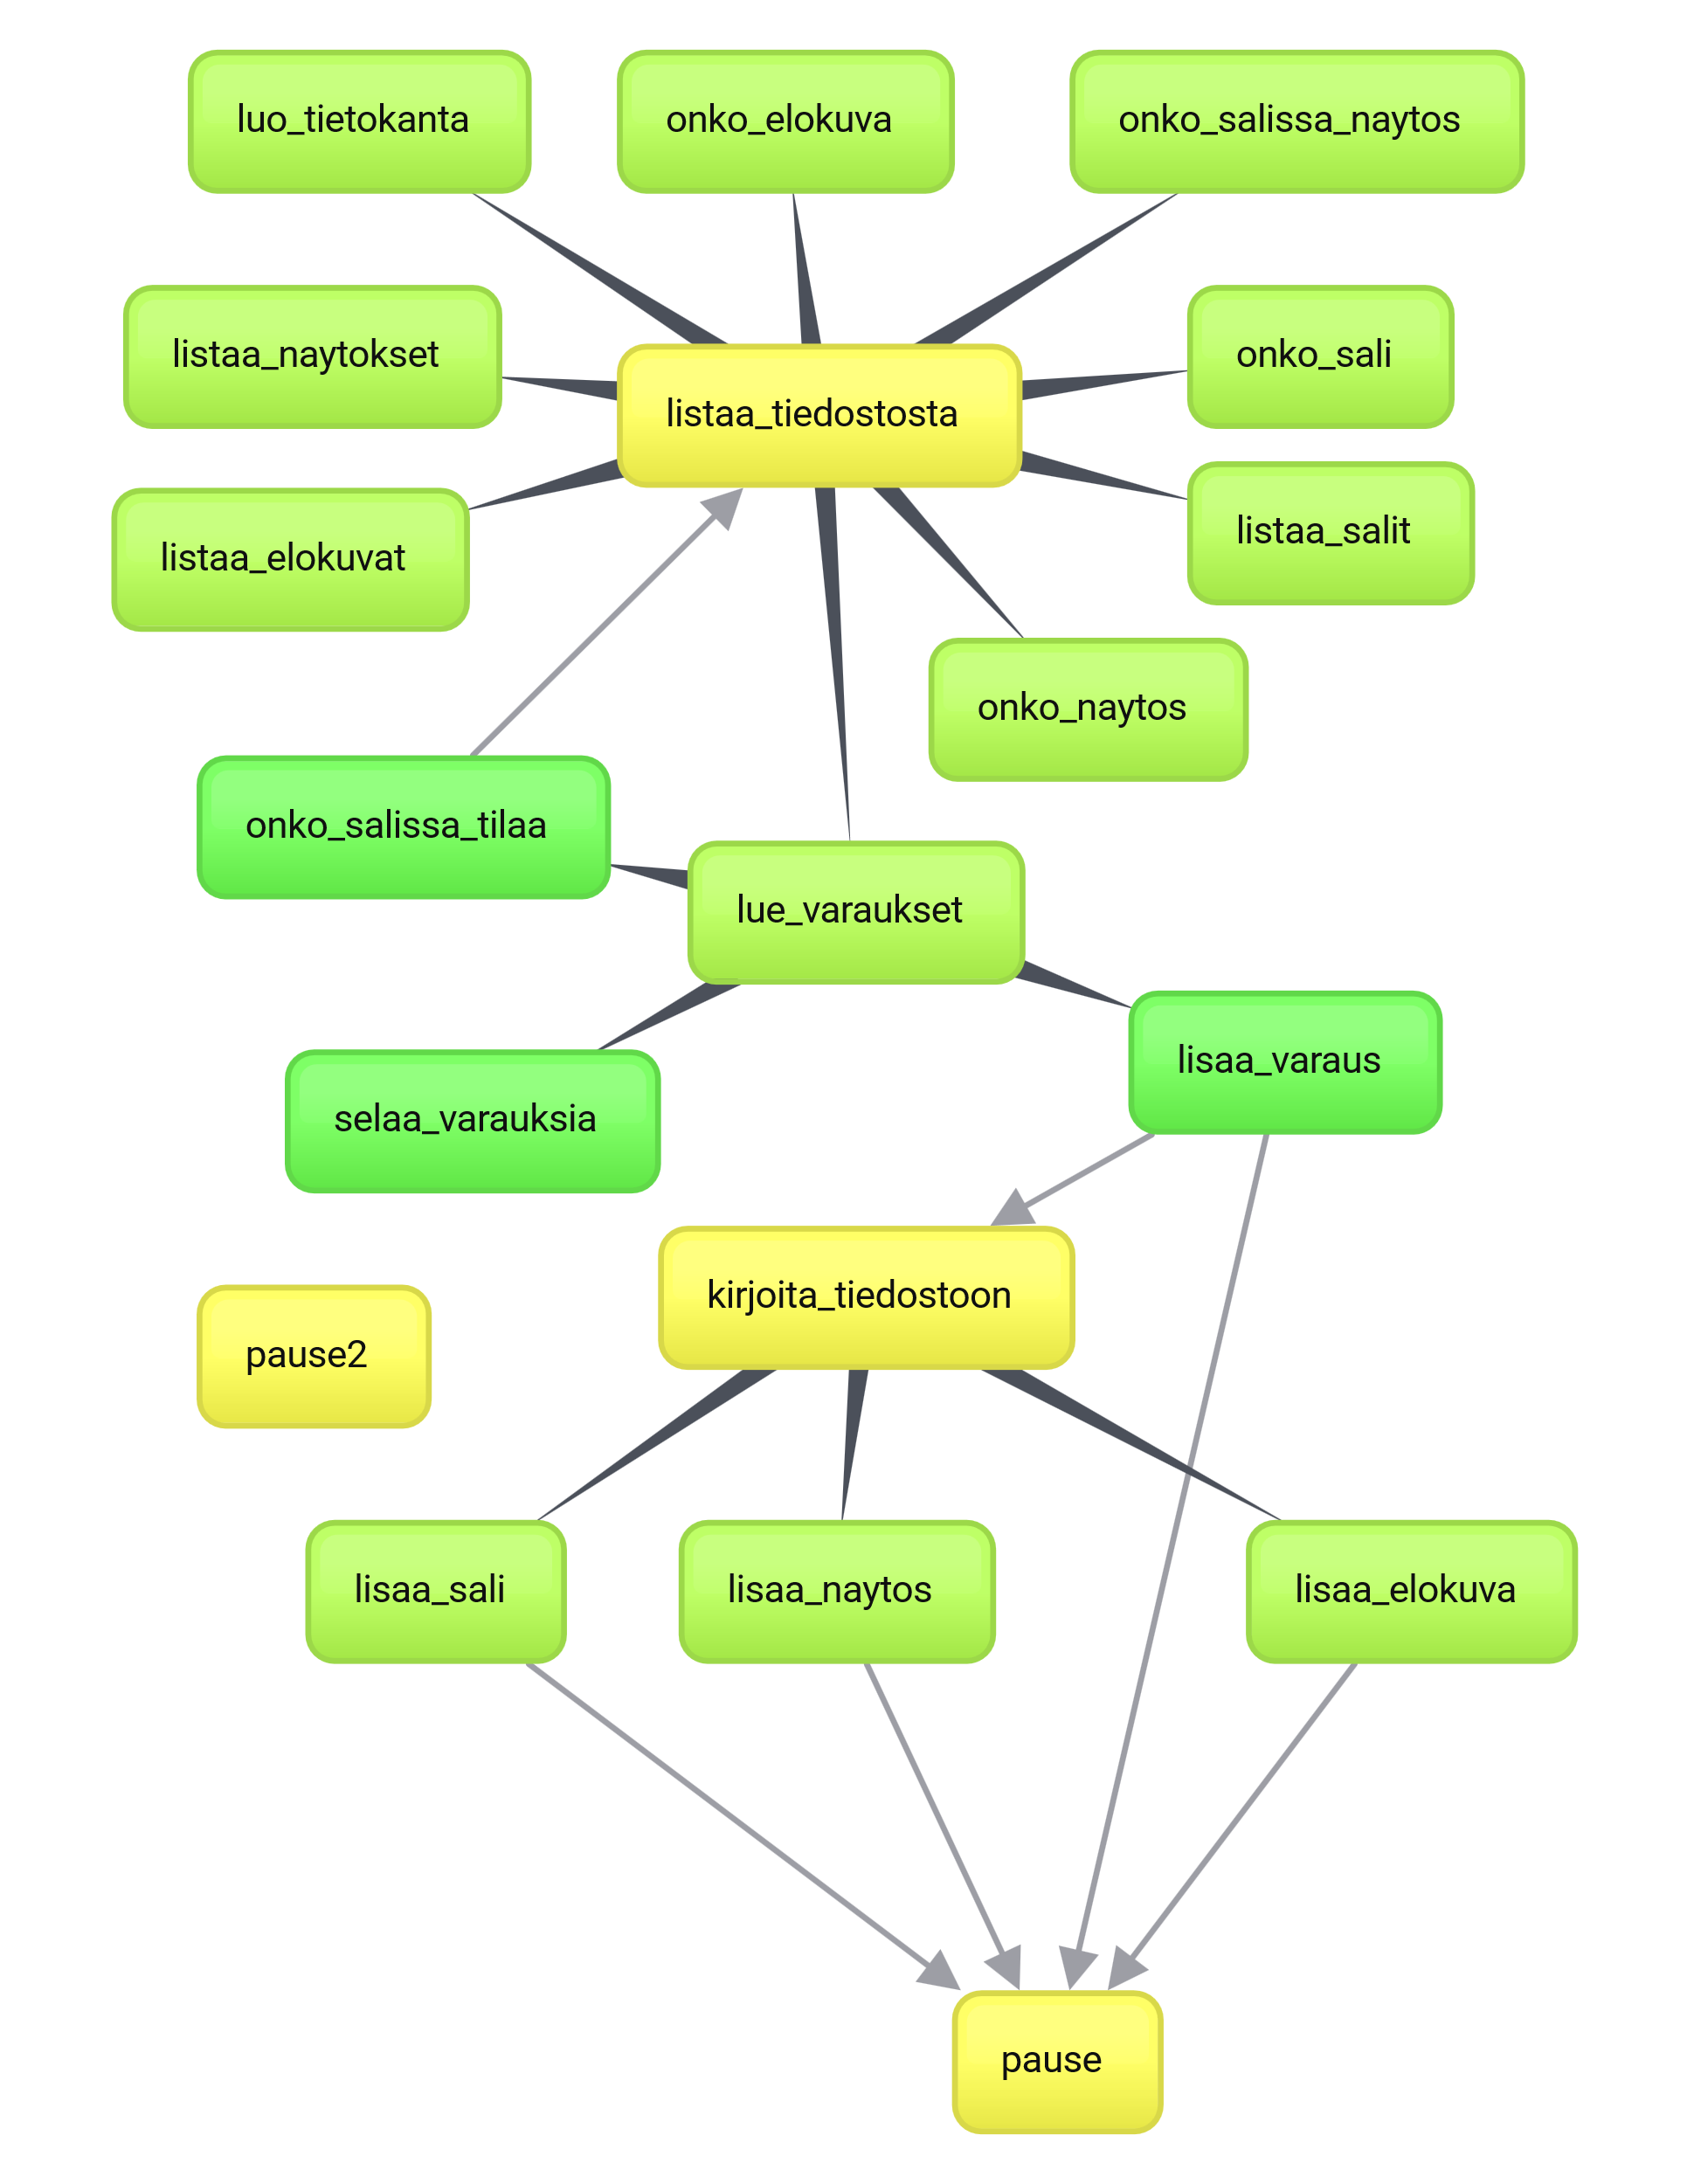 luo_tietokanta
onko_elokuva
onko_salissa_naytos
listaa_naytokset
onko_sali
listaa_tiedostosta
listaa_salit
listaa_elokuvat
onko_naytos
onko_salissa_tilaa
lue_varaukset
lisaa_varaus
selaa_varauksia
kirjoita_tiedostoon
pause2
lisaa_sali
lisaa_naytos
lisaa_elokuva
pause